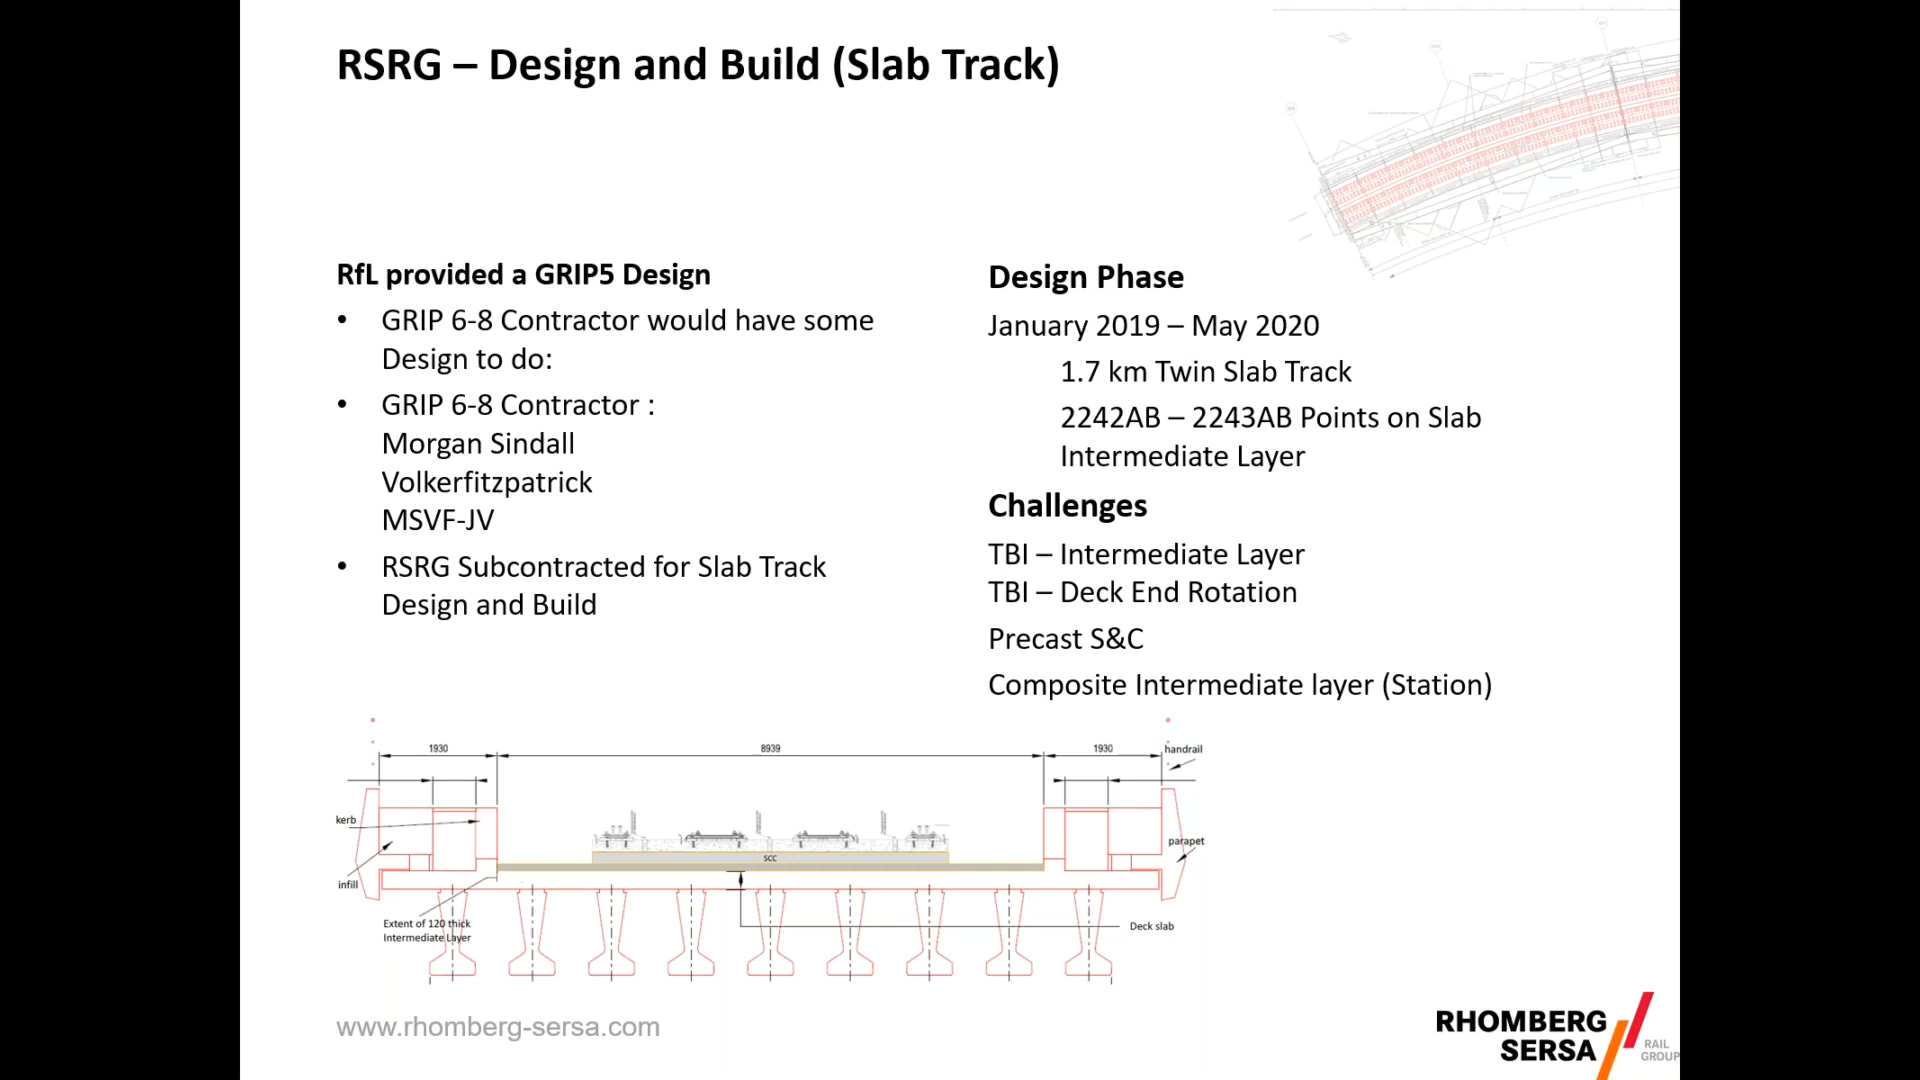 RSRG – Design and Build (Slab Track)
RfL provided a GRIP5 Design
• GRIP 6-8 Contractor would have some
Design to do:
• GRIP 6-8 Contractor :
Morgan Sindall
Volkerfitzpatrick
MSVF-JV
• RSRG Subcontracted for Slab Track
Design and Build
Design Phase
January 2019 – May 2020
1.7 km Twin Slab Track
2242AB – 2243AB Points on Slab
Intermediate Layer
Challenges
TBI – Intermediate Layer
TBI – Deck End Rotation
Precast S&C
Composite Intermediate layer (Station)
1930
8939
1930
handrail
kerb
parapet
SCC
infill
Extent of 120 thick
Intermediate Layer
Deck slab
www.rhomberg-sersa.com
RHOMBERG
SERSA
RAIL
GROUP